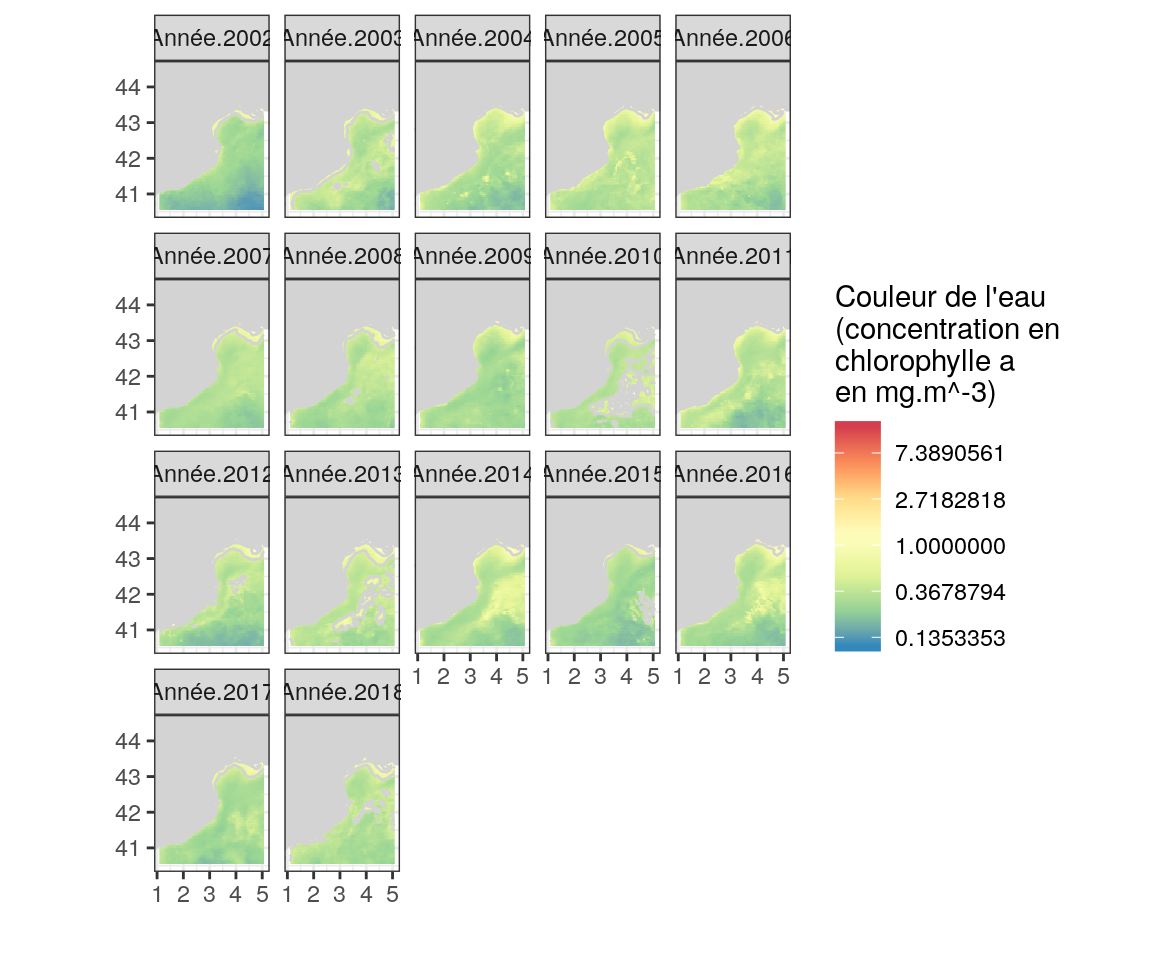 Année.2002 Année.2003 Année.2004 Année.2005 Année.2006
44
43
42
41
Année.2007 Année.2008 Année.2009 Année.2010 Année.2011
44
43
42
41
Année.2012 Année.2013 Année.2014 Année.2015 Année.2016
44
43
42
41
1 2 3 4 5 1 2 3 4 5 1 2 3 4 5
Année.2017 Année.2018
44
43
42
41
1 2 3 4 5 1 2 3 4 5
Couleur de l'eau
(concentration en
chlorophylle a
en mg.m^-3)
7.3890561
2.7182818
1.0000000
0.3678794
0.1353353